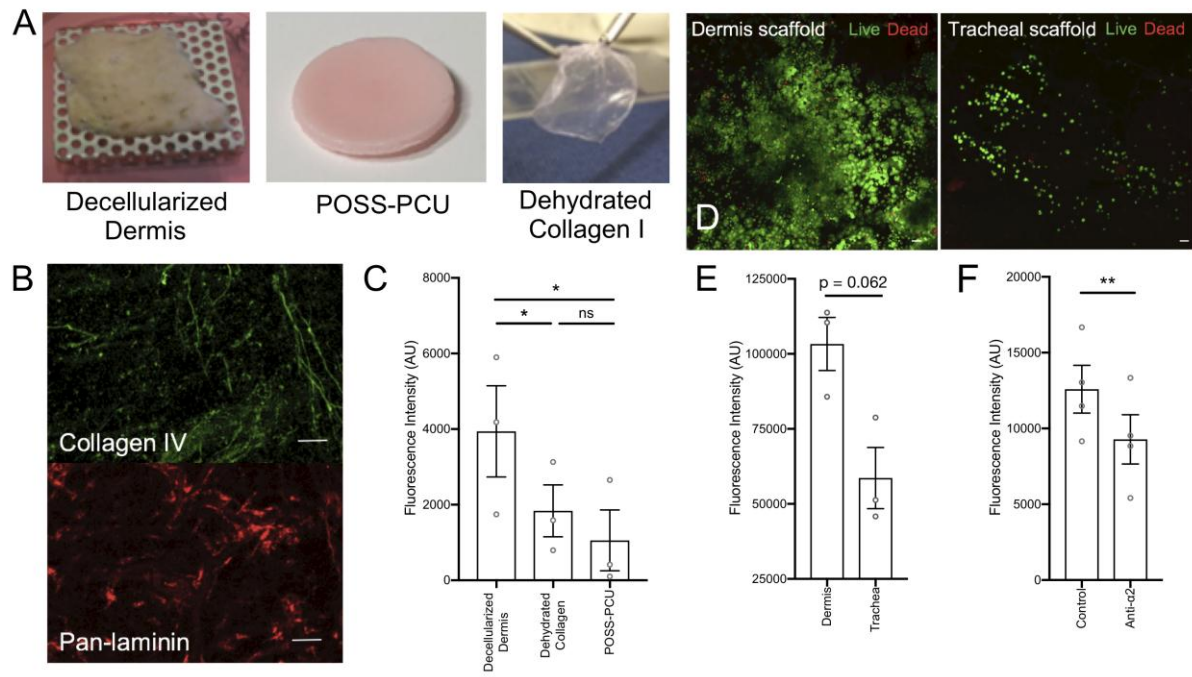 A
Decellularized
Dermis
POSS-PCU
Dehydrated
Collagen I
Dermis scaffold Live Dead
D
Tracheal scaffold Live Dead
B
Collagen IV
Pan-laminin
C
Fluorescence Intensity (AU)
8000
6000
4000
2000
0
*
* ns
Decellularized
Dermis
Dehydrated
Collagen
POSS-PCU
E
Fluorescence Intensity (AU)
125000
100000
75000
50000
25000
p = 0.062
Dermis
Trachea
F
Fluorescence Intensity (AU)
20000
15000
10000
5000
0
**
Control
Anti-α2